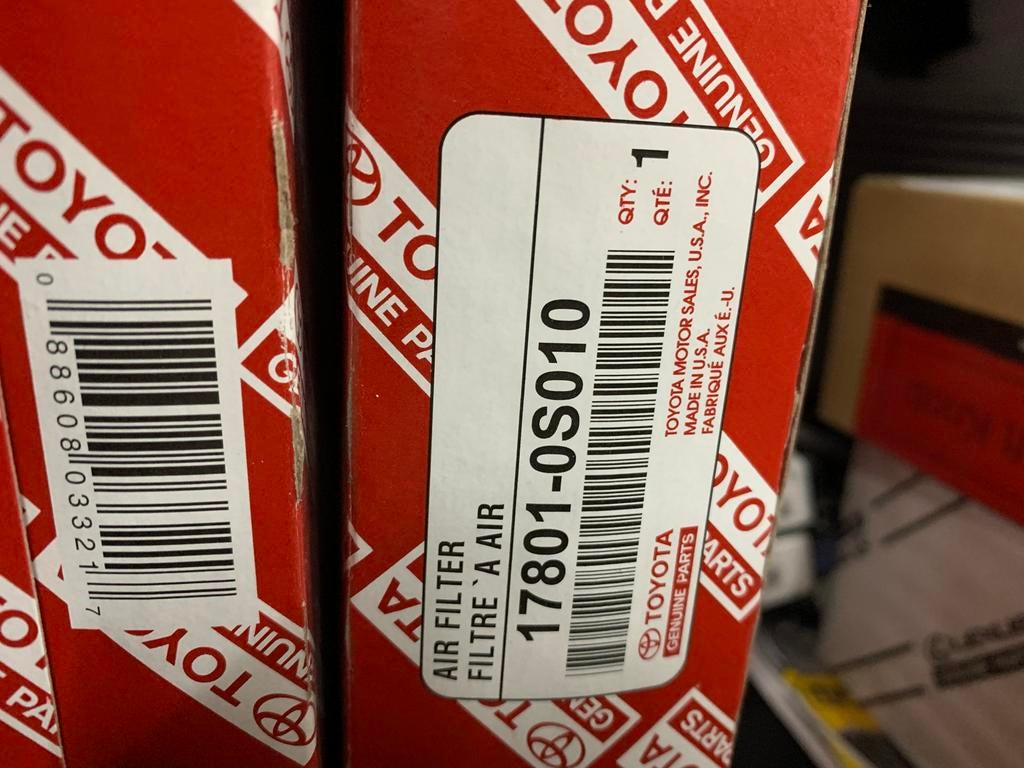 AIR FILTER
FILTRE `A AIR
17801-0S010
QTY: 1
QTÉ:
TOYOTA
GENUINE PARTS
TOYOTA MOTOR SALES, U.S.A., INC.
MADE IN U.S.A.
FABRIQUÉ AUX É.-U.
0 88608 03321 7
TOYOTA
GENUINE PARTS